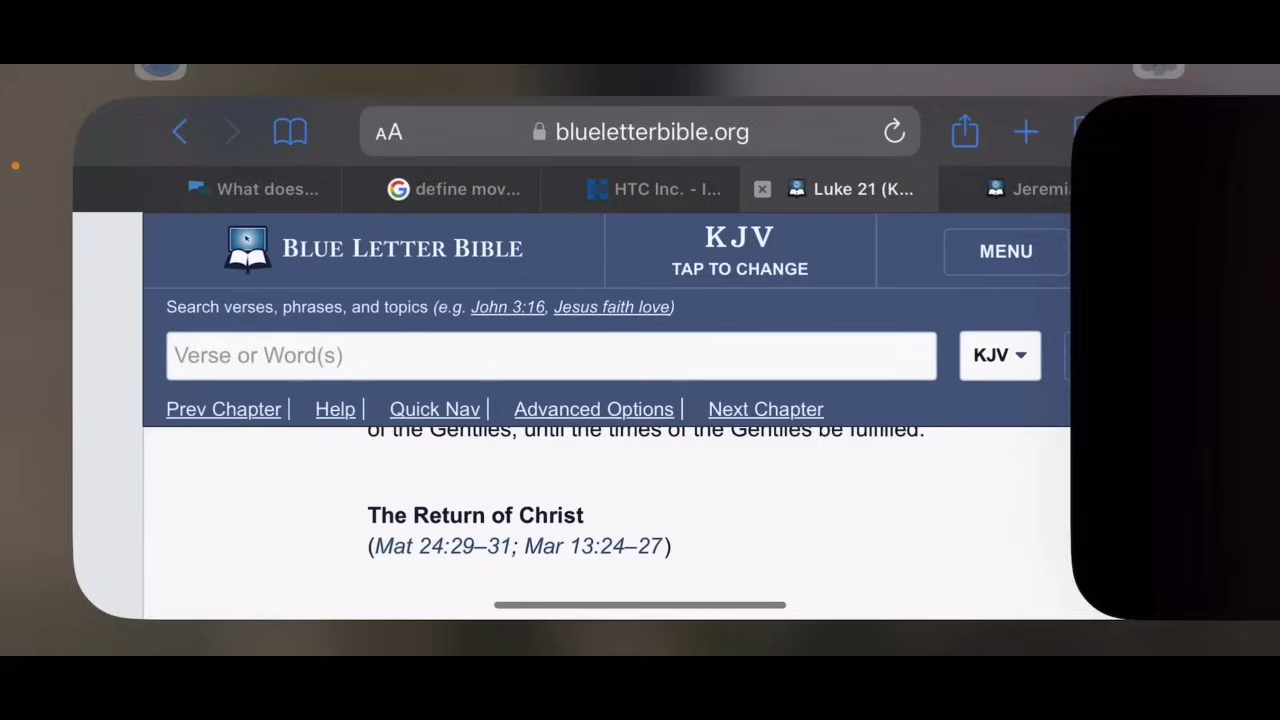 AA
blueletterbible.org
What does...
define mov...
HTC Inc. - I...
Luke 21 (K...
Jeremi
BLUE LETTER BIBLE
KJV
TAP TO CHANGE
MENU
Search verses, phrases, and topics (e.g. John 3:16, Jesus faith love)
Verse or Word(s)
KJV
Prev Chapter | Help | Quick Nav | Advanced Options | Next Chapter
of the Gentiles, until the times of the Gentiles be fulfilled.
The Return of Christ
(Mat 24:29–31; Mar 13:24–27)